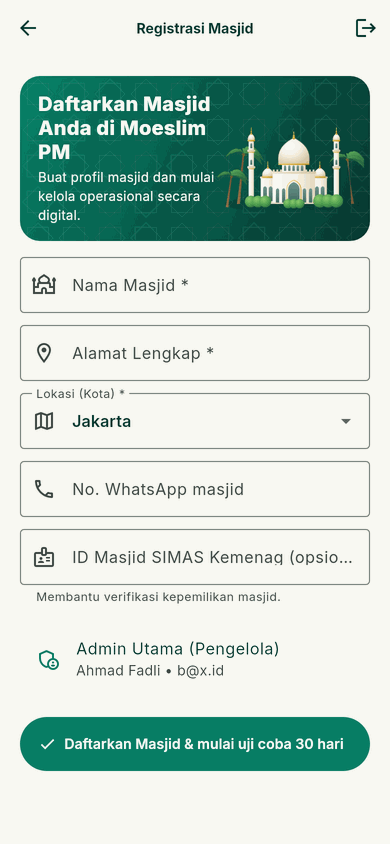 Registrasi Masjid
Daftarkan Masjid
Anda di Moeslim
PM
Buat profil masjid dan mulai
kelola operasional secara
digital.
Nama Masjid *
Alamat Lengkap *
Lokasi (Kota) *
Jakarta
No. WhatsApp masjid
ID Masjid SIMAS Kemenag (opsio...
Membantu verifikasi kepemilikan masjid.
Admin Utama (Pengelola)
Ahmad Fadli • b@x.id
Daftarkan Masjid & mulai uji coba 30 hari